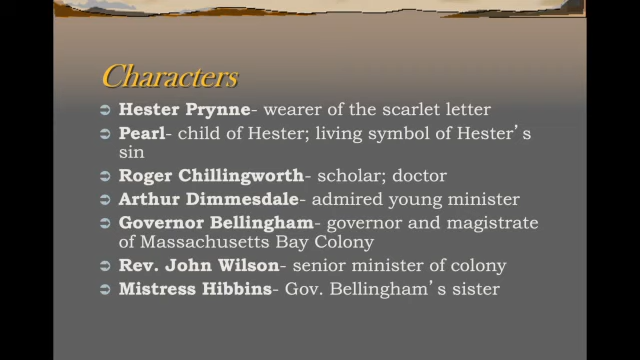 Characters
Hester Prynne- wearer of the scarlet letter
Pearl- child of Hester; living symbol of Hester's
sin
Roger Chillingworth- scholar; doctor
Arthur Dimmesdale- admired young minister
Governor Bellingham- governor and magistrate
of Massachusetts Bay Colony
Rev. John Wilson- senior minister of colony
Mistress Hibbins- Gov. Bellingham's sister